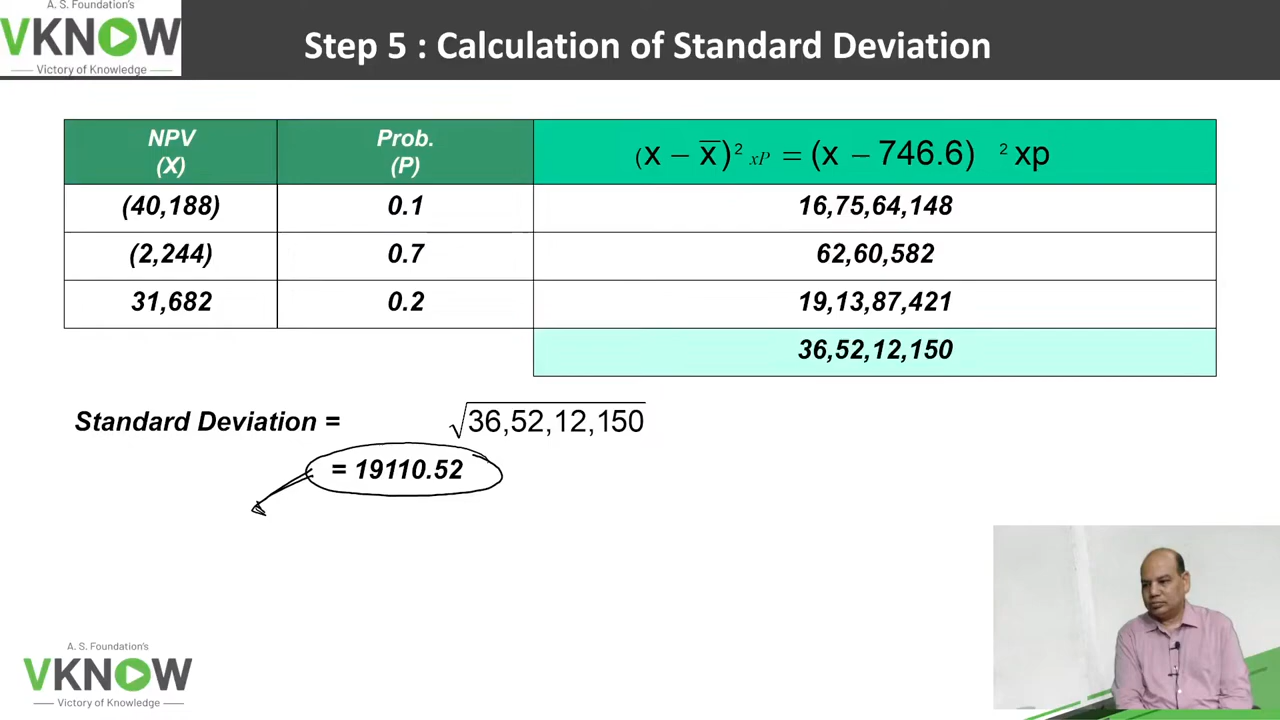 A. S. Foundation's
VKNOW
Victory of Knowledge
Step 5 : Calculation of Standard Deviation
NPV (X) Prob. (P) (x − x̅)² xP = (x − 746.6) ² xp
(40,188) 0.1 16,75,64,148
(2,244) 0.7 62,60,582
31,682 0.2 19,13,87,421
36,52,12,150
Standard Deviation = √36,52,12,150
= 19110.52
A. S. Foundation's
VKNOW
Victory of Knowledge